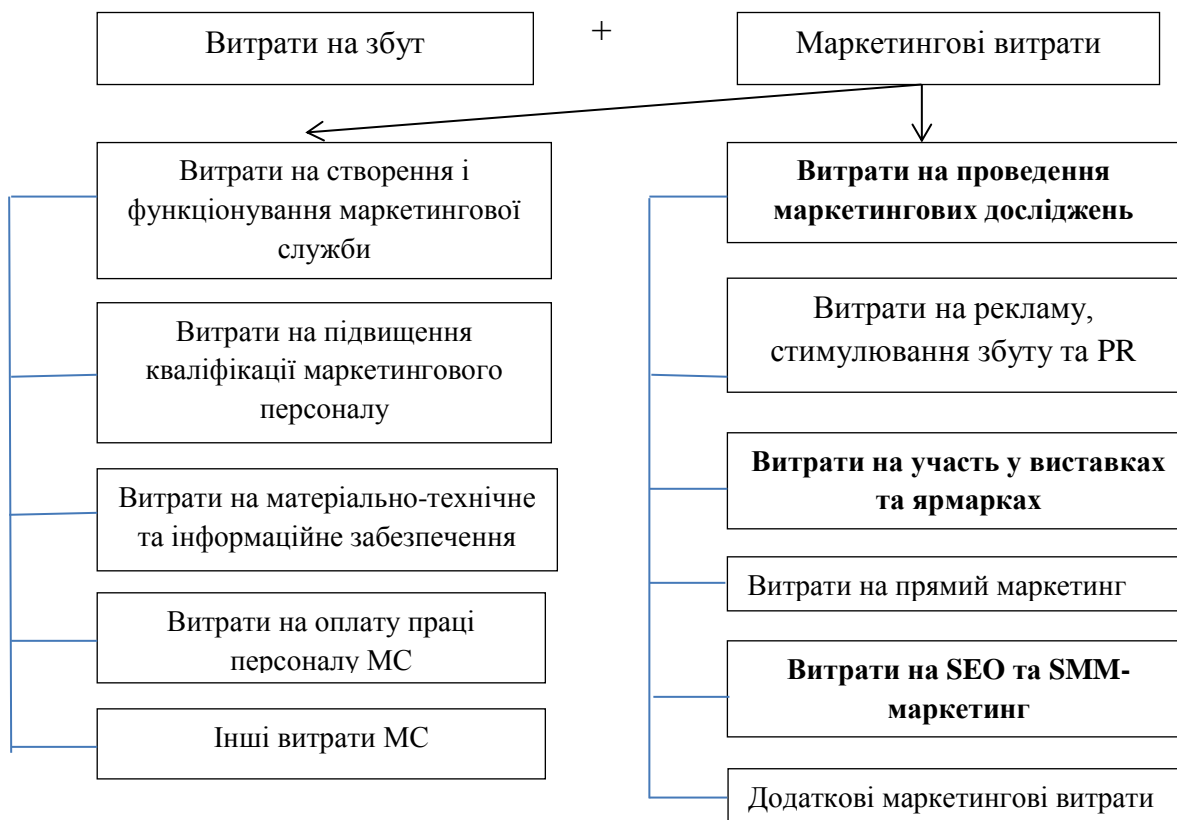 Витрати на збут
+
Маркетингові витрати
Витрати на створення і
функціонування маркетингової
служби
Витрати на підвищення
кваліфікації маркетингового
персоналу
Витрати на матеріально-технічне
та інформаційне забезпечення
Витрати на оплату праці
персоналу МС
Інші витрати МС
Витрати на проведення
маркетингових досліджень
Витрати на рекламу,
стимулювання збуту та PR
Витрати на участь у виставках
та ярмарках
Витрати на прямий маркетинг
Витрати на SEO та SMM-
маркетинг
Додаткові маркетингові витрати